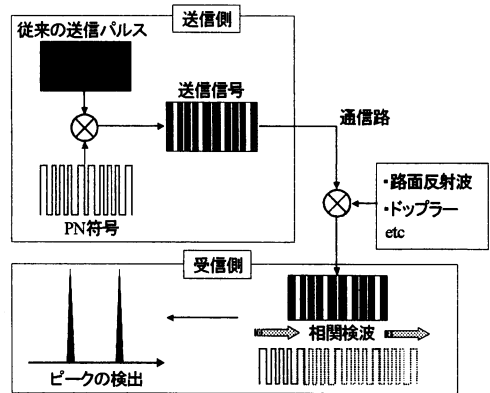 送信側
従来の送信パルス
送信信号
通信路
PN符号
・路面反射波
・ドップラー
etc
受信側
相関検波
ピークの検出